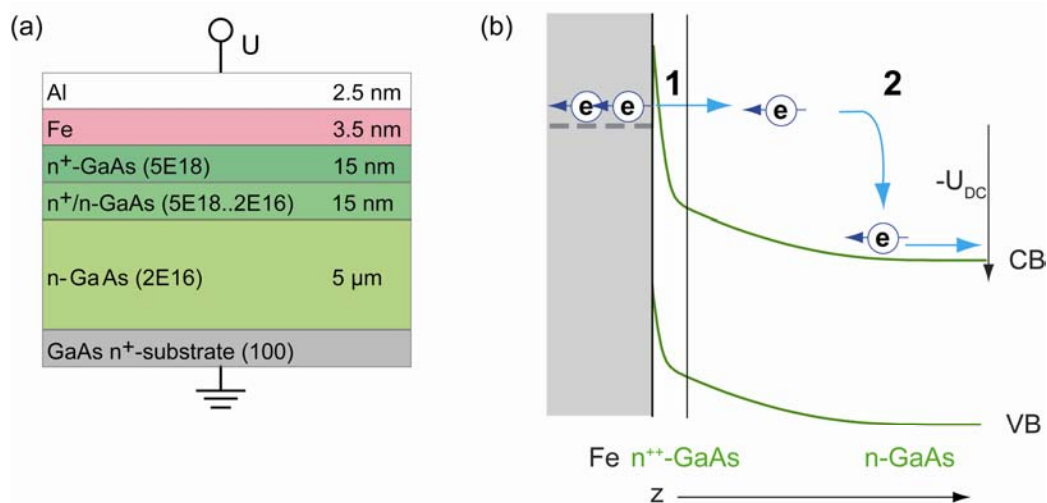 (a)
U
Al 2.5 nm
Fe 3.5 nm
n⁺-GaAs (5E18) 15 nm
n⁺/n-GaAs (5E18..2E16) 15 nm
n-GaAs (2E16) 5 µm
GaAs n⁺-substrate (100)
(b)
1 2
e e e
-U_DC
e
CB
VB
Fe n⁺⁺-GaAs n-GaAs
z